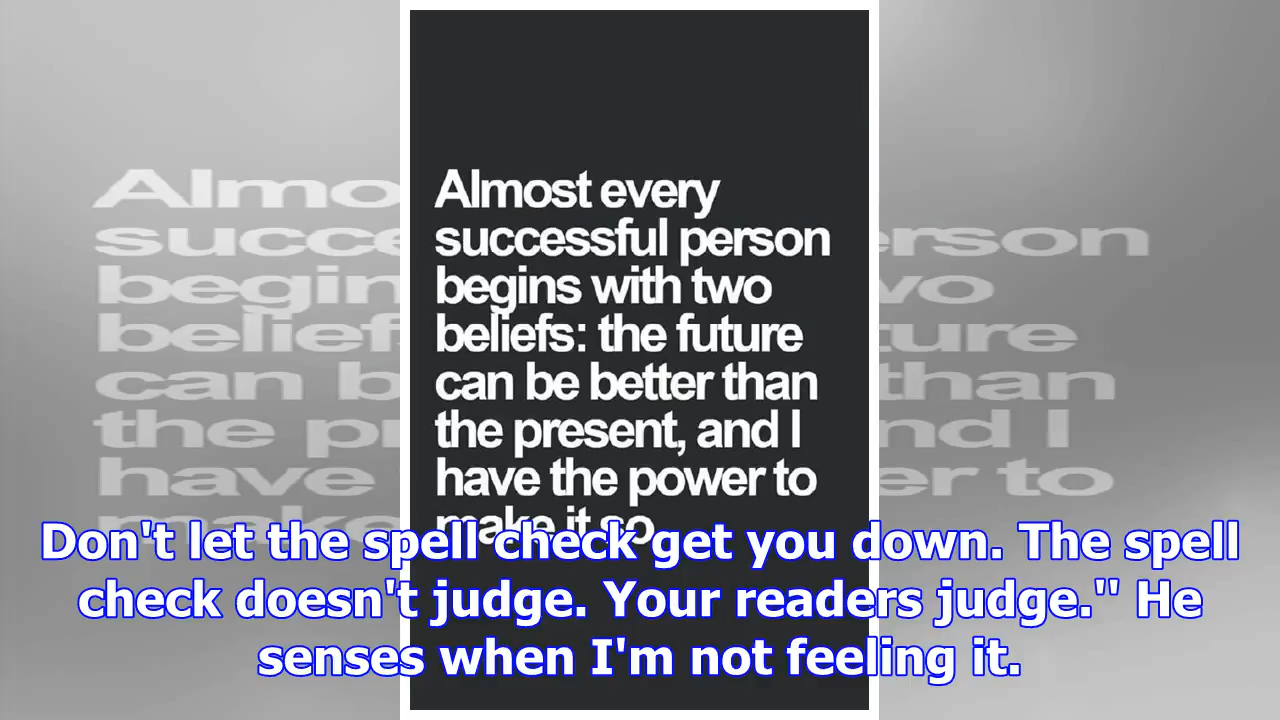 Almost every
successful person
begins with two
beliefs: the future
can be better than
the present, and I
have the power to
make it so
Don't let the spell check get you down. The spell
check doesn't judge. Your readers judge." He
senses when I'm not feeling it.